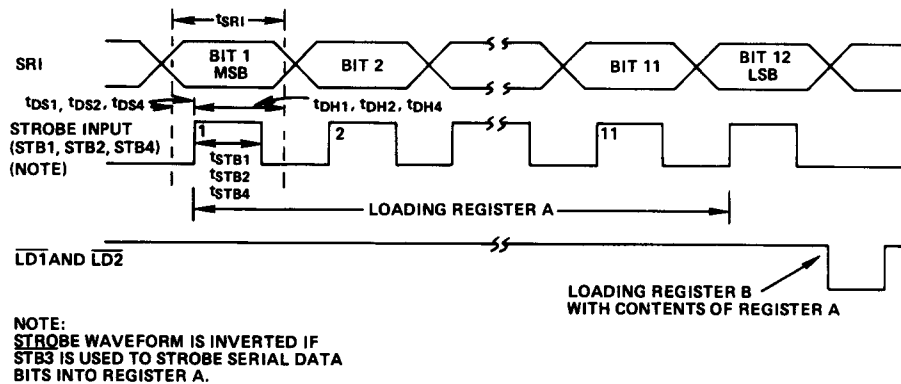 tSRI
SRI
BIT 1
MSB
BIT 2
BIT 11
BIT 12
LSB
tDS1, tDS2, tDS4
tDH1, tDH2, tDH4
STROBE INPUT
(STB1, STB2, STB4)
(NOTE)
1
2
11
tSTB1
tSTB2
tSTB4
LOADING REGISTER A
LD1 AND LD2
LOADING REGISTER B
WITH CONTENTS OF REGISTER A
NOTE:
STROBE WAVEFORM IS INVERTED IF
STB3 IS USED TO STROBE SERIAL DATA
BITS INTO REGISTER A.